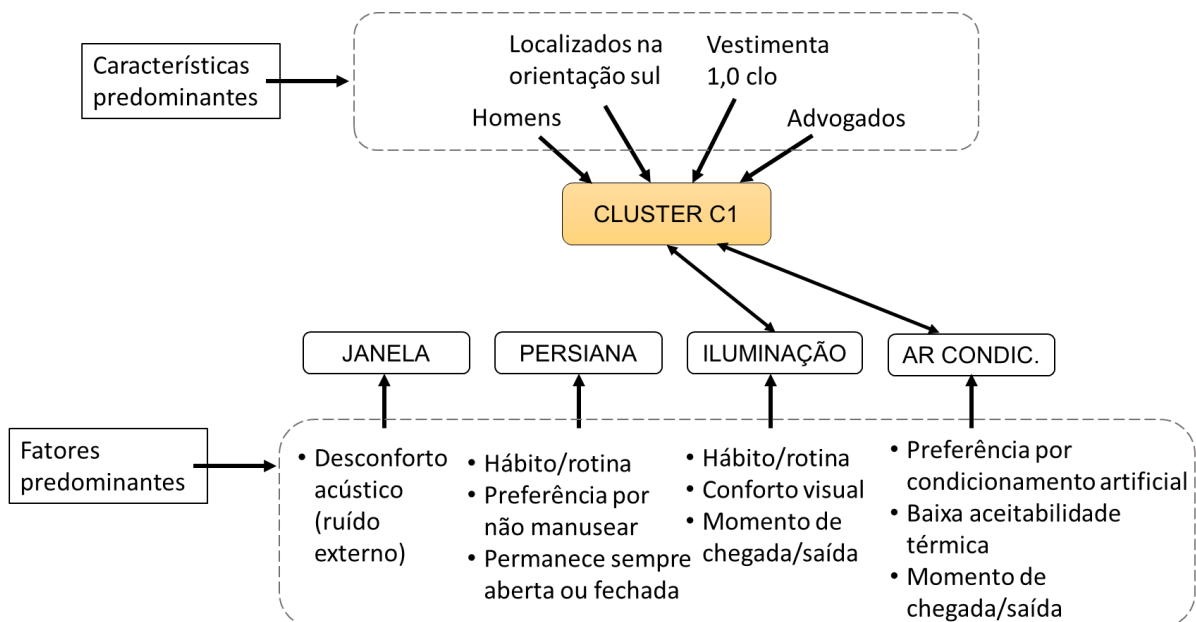 Características
predominantes
Localizados na
orientação sul
Vestimenta
1,0 clo
Homens
Advogados
CLUSTER C1
JANELA
PERSIANA
ILUMINAÇÃO
AR CONDIC.
Fatores
predominantes
• Desconforto
acústico
(ruído
externo)
• Hábito/rotina
• Preferência por
não manusear
• Permanece sempre
aberta ou fechada
• Hábito/rotina
• Conforto visual
• Momento de
chegada/saída
• Preferência por
condicionamento artificial
• Baixa aceitabilidade
térmica
• Momento de
chegada/saída